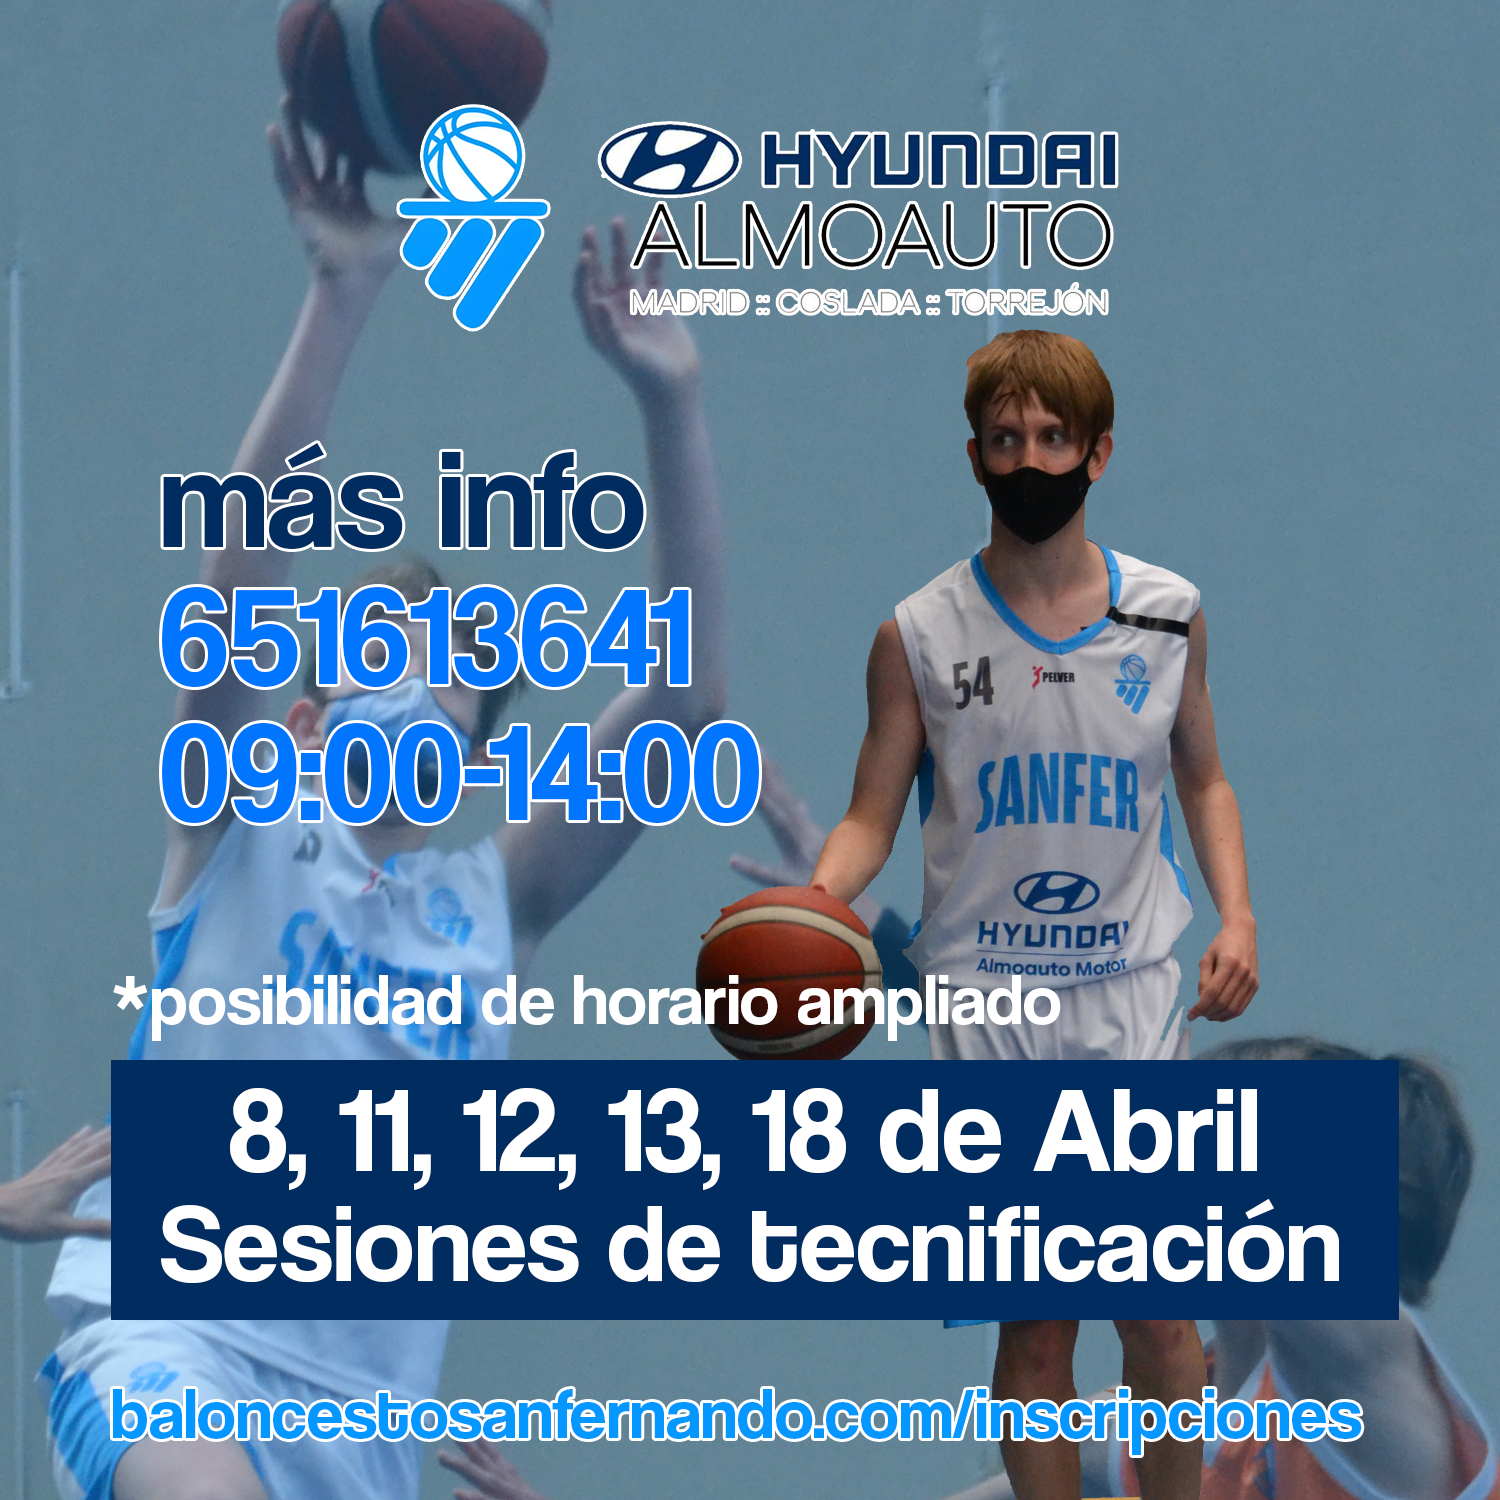 HYUNDAI
ALMOAUTO
MADRID :: COSLADA :: TORREJÓN
más info
651613641
09:00-14:00
54 PELVER
SANFER
HYUNDAI
Almoauto Motor
SANFER
*posibilidad de horario ampliado
8, 11, 12, 13, 18 de Abril
Sesiones de tecnificación
baloncestosanfernando.com/inscripciones